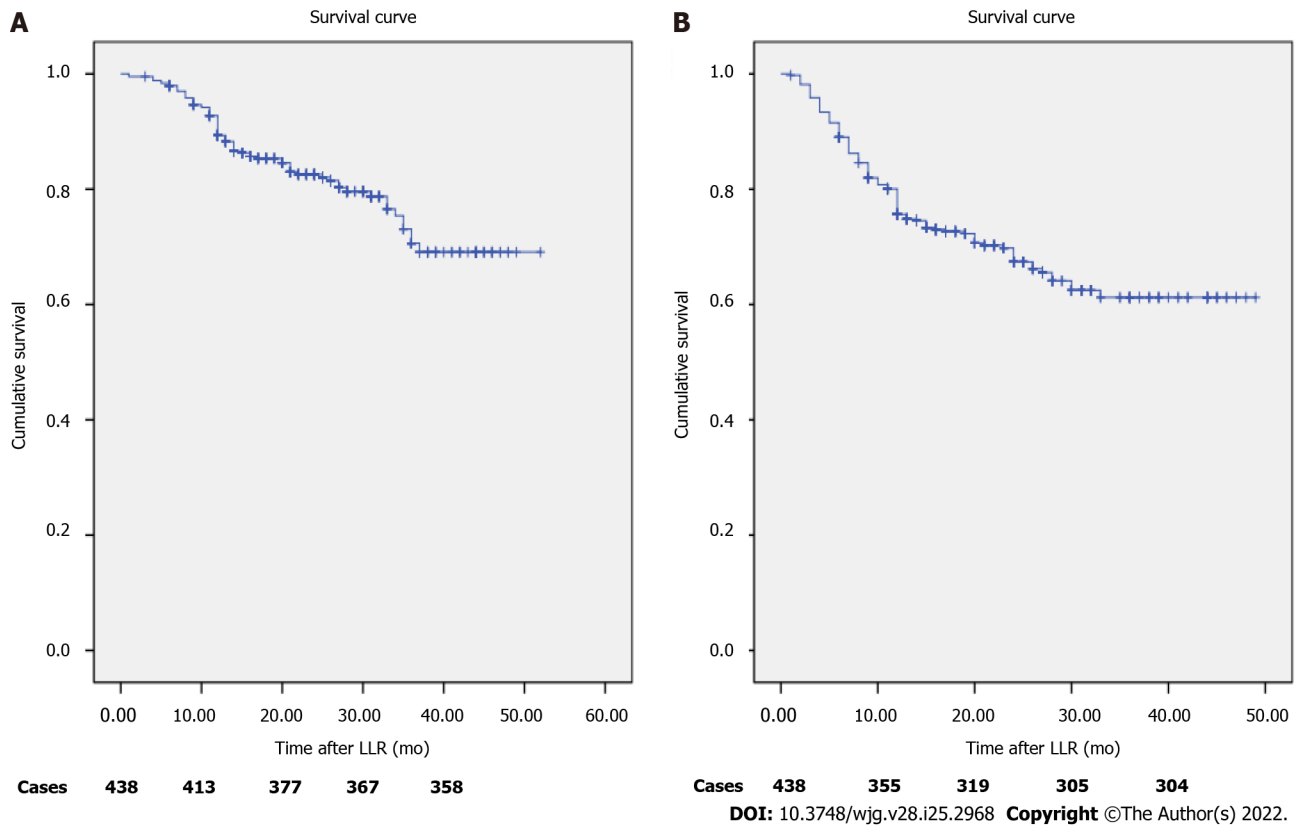 A
Survival curve
Cumulative survival
1.0
0.8
0.6
0.4
0.2
0.0
0.00 10.00 20.00 30.00 40.00 50.00 60.00
Time after LLR (mo)
Cases 438 413 377 367 358
B
Survival curve
Cumulative survival
1.0
0.8
0.6
0.4
0.2
0.0
0.00 10.00 20.00 30.00 40.00 50.00
Time after LLR (mo)
Cases 438 355 319 305 304
DOI: 10.3748/wjg.v28.i25.2968 Copyright ©The Author(s) 2022.